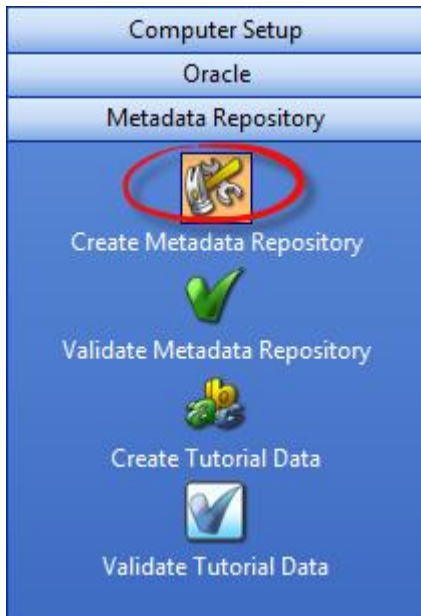 Computer Setup
Oracle
Metadata Repository
Create Metadata Repository
Validate Metadata Repository
Create Tutorial Data
Validate Tutorial Data